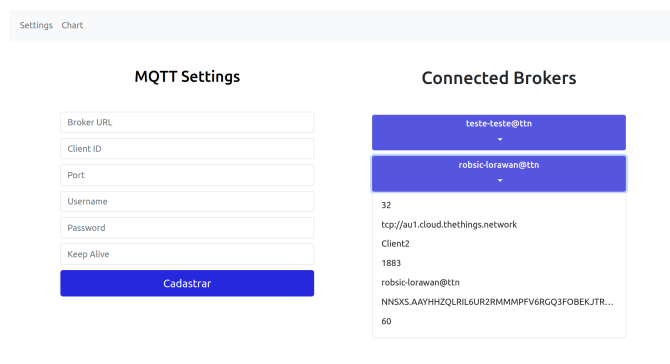 Settings Chart
MQTT Settings
Broker URL
Client ID
Port
Username
Password
Keep Alive
Cadastrar
Connected Brokers
teste-teste@ttn
robsic-lorawan@ttn
32
tcp://au1.cloud.thethings.network
Client2
1883
robsic-lorawan@ttn
NNSXS.AAYHHZQLRIL6UR2RMMMPFV6RGQ3FOBEKJTR...
60